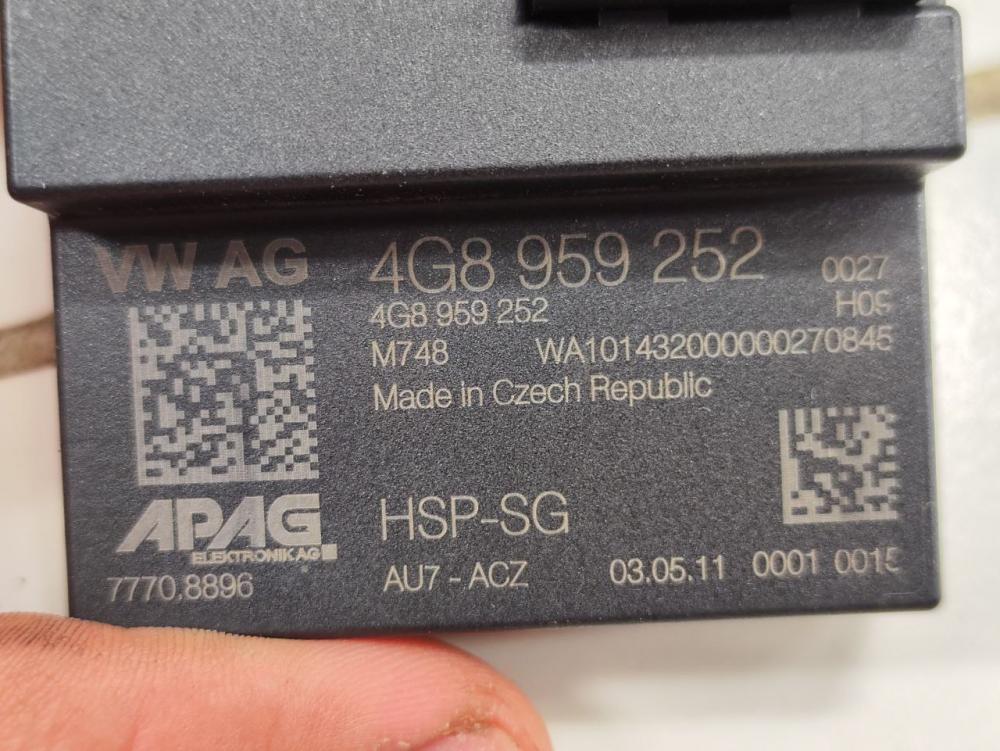 VW AG 4G8 959 252 0027
4G8 959 252 H09
M748 WA101432000000270845
Made in Czech Republic
APAG
ELEKTRONIK AG
HSP-SG
7770.8896
AU7 - ACZ 03.05.11 0001 0015